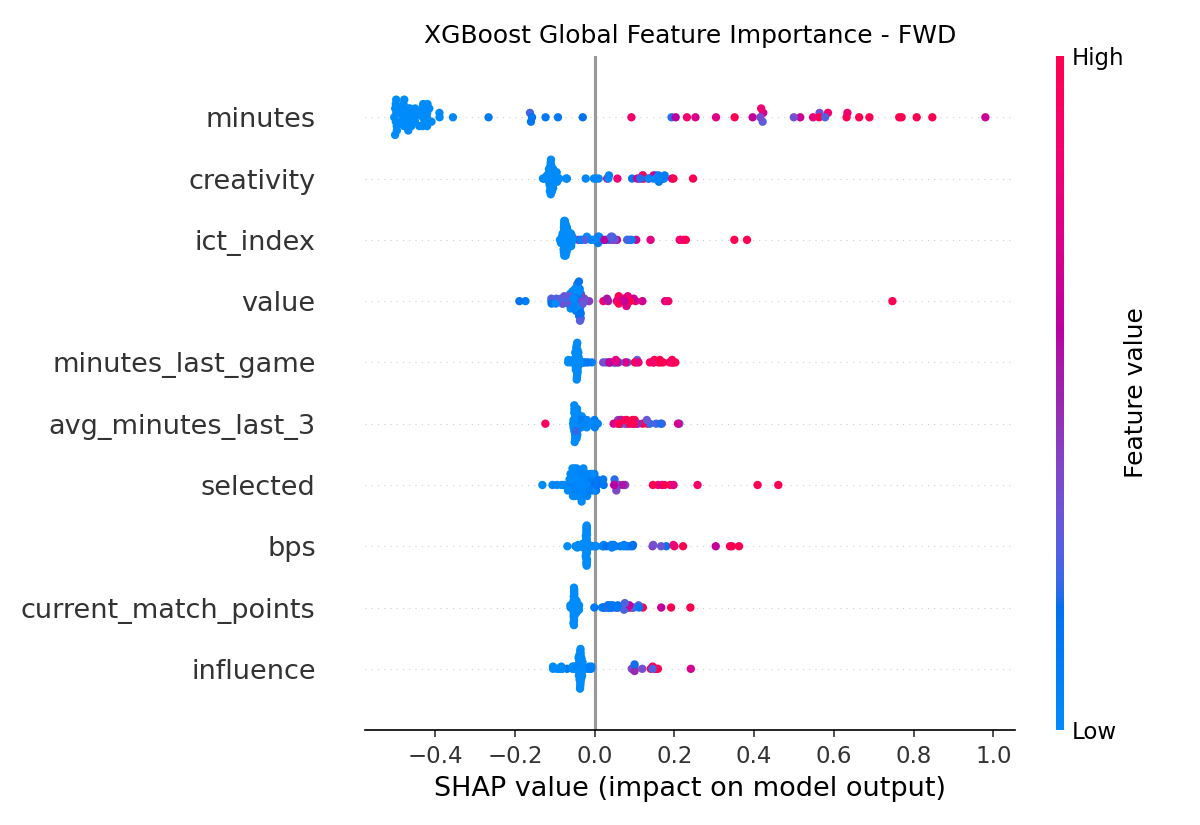 XGBoost Global Feature Importance - FWD
High
minutes
creativity
ict_index
value
minutes_last_game
avg_minutes_last_3
selected
bps
current_match_points
influence
Feature value
Low
−0.4 −0.2 0.0 0.2 0.4 0.6 0.8 1.0
SHAP value (impact on model output)